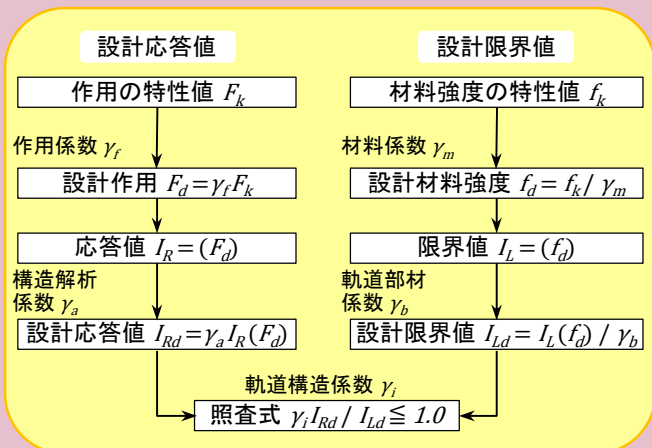 設計応答値
作用の特性値 F_k
作用係数 γ_f
設計作用 F_d=γ_f F_k
応答値 I_R=(F_d)
構造解析
係数 γ_a
設計応答値 I_Rd=γ_a I_R(F_d)
設計限界値
材料強度の特性値 f_k
材料係数 γ_m
設計材料強度 f_d=f_k/ γ_m
限界値 I_L=(f_d)
軌道部材
係数 γ_b
設計限界値 I_Ld=I_L(f_d)/γ_b
軌道構造係数 γ_i
照査式 γ_i I_Rd/ I_Ld≦1.0